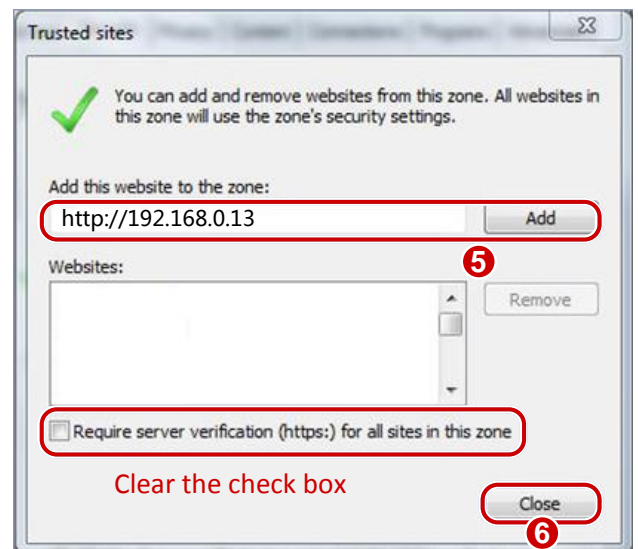 Trusted sites
You can add and remove websites from this zone. All websites in
this zone will use the zone's security settings.
Add this website to the zone:
http://192.168.0.13
Add
5
Websites:
Remove
Require server verification (https:) for all sites in this zone
Clear the check box
Close
6